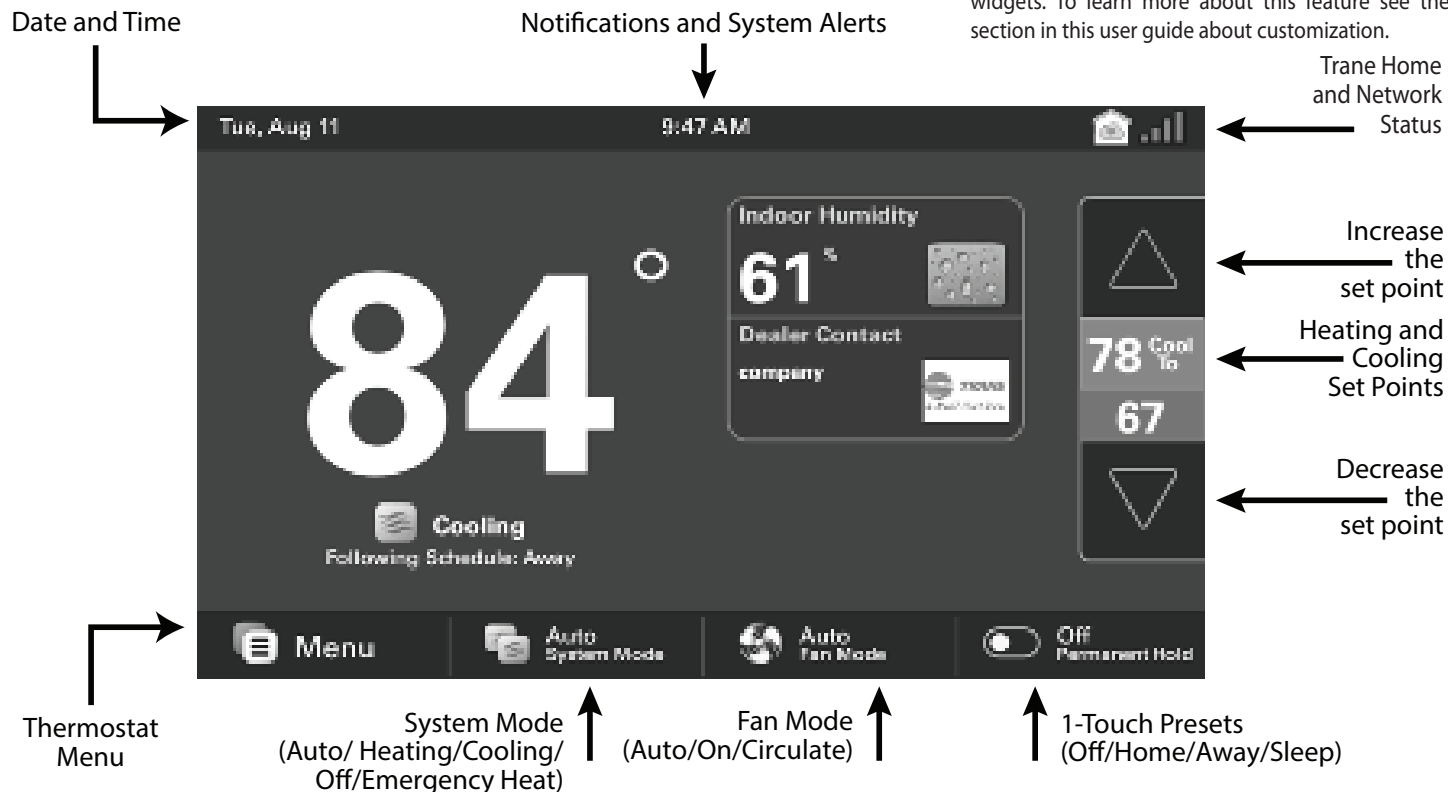 widgets. To learn more about this feature see the
section in this user guide about customization.
Date and Time
Notifications and System Alerts
Trane Home
and Network
Status
Tue, Aug 11
9:47 AM
Increase
the
set point
Indoor Humidity
61%
84°
Dealer Contact
company
TRANE
78 Cool
To
67
Heating and
Cooling
Set Points
Decrease
the
set point
Cooling
Following Schedule: Away
Menu
Auto
System Mode
Auto
Fan Mode
Off
Permanent Hold
Thermostat
Menu
System Mode
(Auto/ Heating/Cooling/
Off/Emergency Heat)
Fan Mode
(Auto/On/Circulate)
1-Touch Presets
(Off/Home/Away/Sleep)